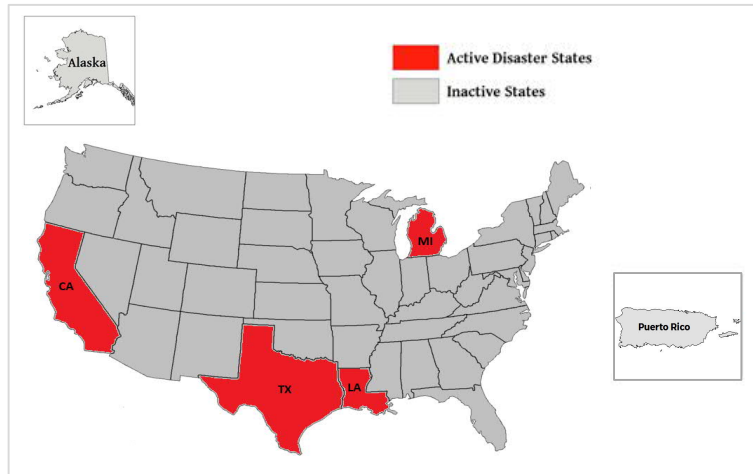 Alaska
Active Disaster States
Inactive States
MI
CA
TX
LA
Puerto Rico